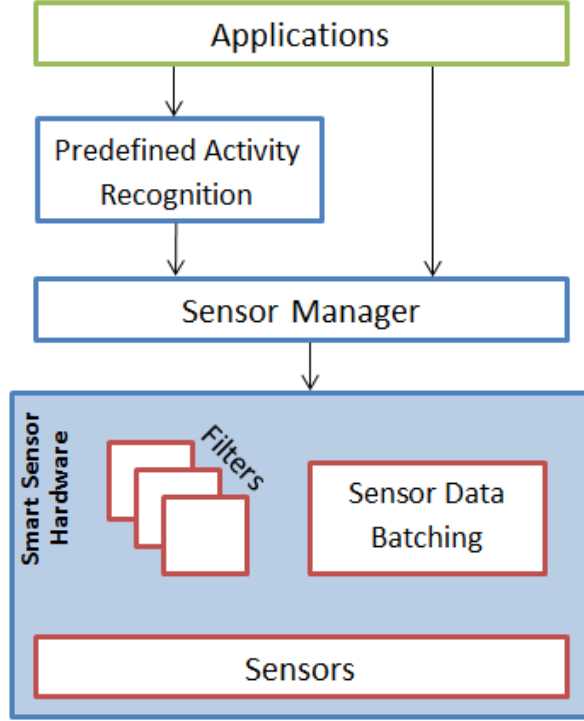 Applications
Predefined Activity
Recognition
Sensor Manager
Smart Sensor
Hardware
Filters
Sensor Data
Batching
Sensors